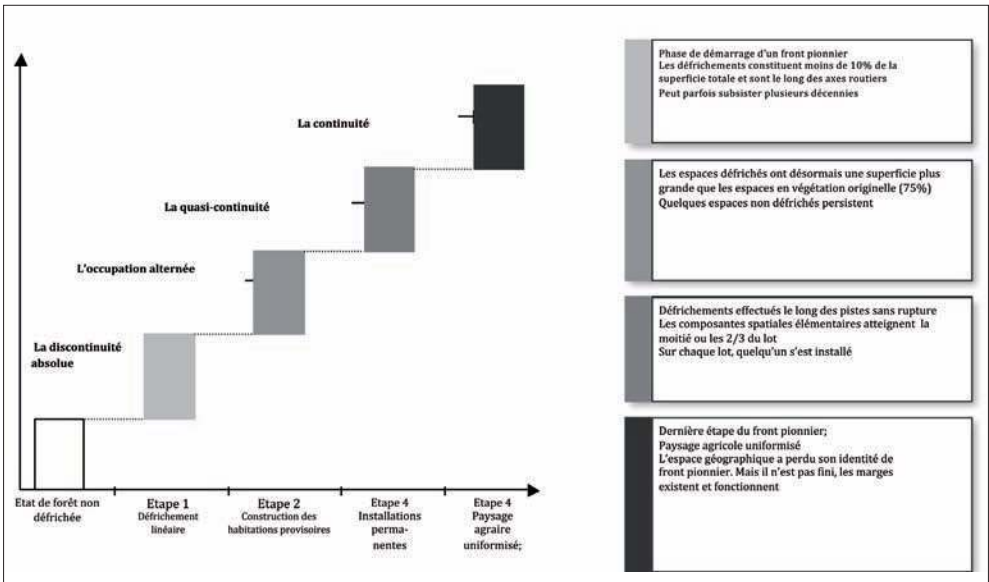 La continuité
La quasi-continuité
L'occupation alternée
La discontinuité
absolue
Etat de forêt non
défrichée
Etape 1
Défrichement
linéaire
Etape 2
Construction des
habitations provisoires
Etape 4
Installations
perma-
nentes
Etape 4
Paysage
agraire
uniformisé;
Phase de démarrage d'un front pionnier
Les défrichements constituent moins de 10% de la
superficie totale et sont le long des axes routiers
Peut parfois subsister plusieurs décennies
Les espaces défrichés ont désormais une superficie plus
grande que les espaces en végétation originelle (75%)
Quelques espaces non défrichés persistent
Défrichements effectués le long des pistes sans rupture
Les composantes spatiales élémentaires atteignent la
moitié ou les 2/3 du lot
Sur chaque lot, quelqu'un s'est installé
Dernière étape du front pionnier;
Paysage agricole uniformisé
L'espace géographique a perdu son identité de
front pionnier. Mais il n'est pas fini, les marges
existent et fonctionnent